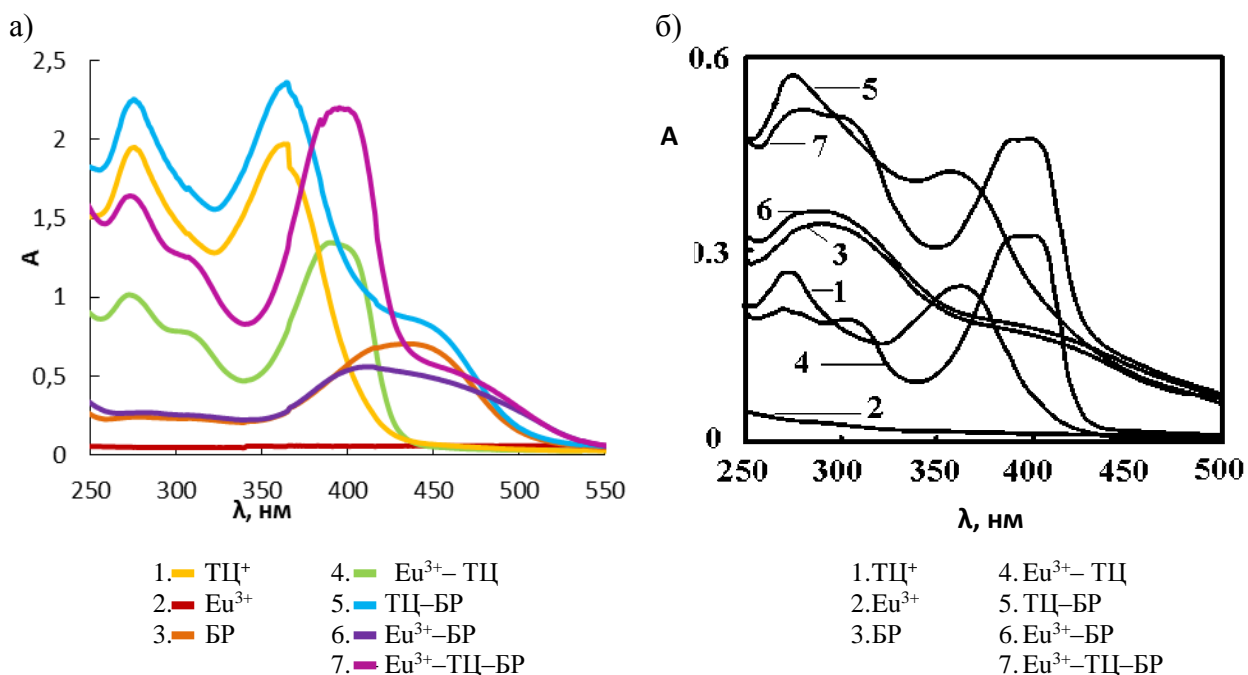 а)
2,5
2
1,5
1
0,5
0
A
250 300 350 400 450 500 550
λ, нм
1. ТЦ⁺ 4. Eu³⁺– ТЦ
2. Eu³⁺ 5. ТЦ–БР
3. БР 6. Eu³⁺–БР
7. Eu³⁺–ТЦ–БР
б)
0.6
A
0.3
0
5
7
6
3
1
4
2
250 300 350 400 450 500
λ, нм
1.ТЦ⁺ 4.Eu³⁺– ТЦ
2.Eu³⁺ 5. ТЦ–БР
3.БР 6.Eu³⁺–БР
7.Eu³⁺–ТЦ–БР